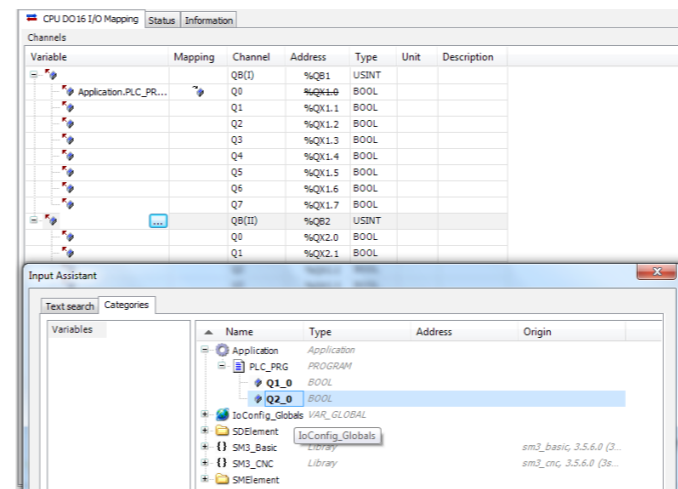 CPU DO16 I/O Mapping Status Information
Channels
Variable Mapping Channel Address Type Unit Description
QB(I) %QB1 USINT
Application.PLC_PR... Q0 %QX1.0 BOOL
Q1 %QX1.1 BOOL
Q2 %QX1.2 BOOL
Q3 %QX1.3 BOOL
Q4 %QX1.4 BOOL
Q5 %QX1.5 BOOL
Q6 %QX1.6 BOOL
Q7 %QX1.7 BOOL
... QB(II) %QB2 USINT
Q0 %QX2.0 BOOL
Q1 %QX2.1 BOOL
Input Assistant
Text search Categories
Variables Name Type Address Origin
Application Application
PLC_PRG PROGRAM
Q1_0 BOOL
Q2_0 BOOL
IoConfig_Globals VAR_GLOBAL
SDElement IoConfig_Globals
{} SM3_Basic Library sm3_basic, 3.5.6.0 (3...
{} SM3_CNC Library sm3_cnc, 3.5.6.0 (3s...
SMElement